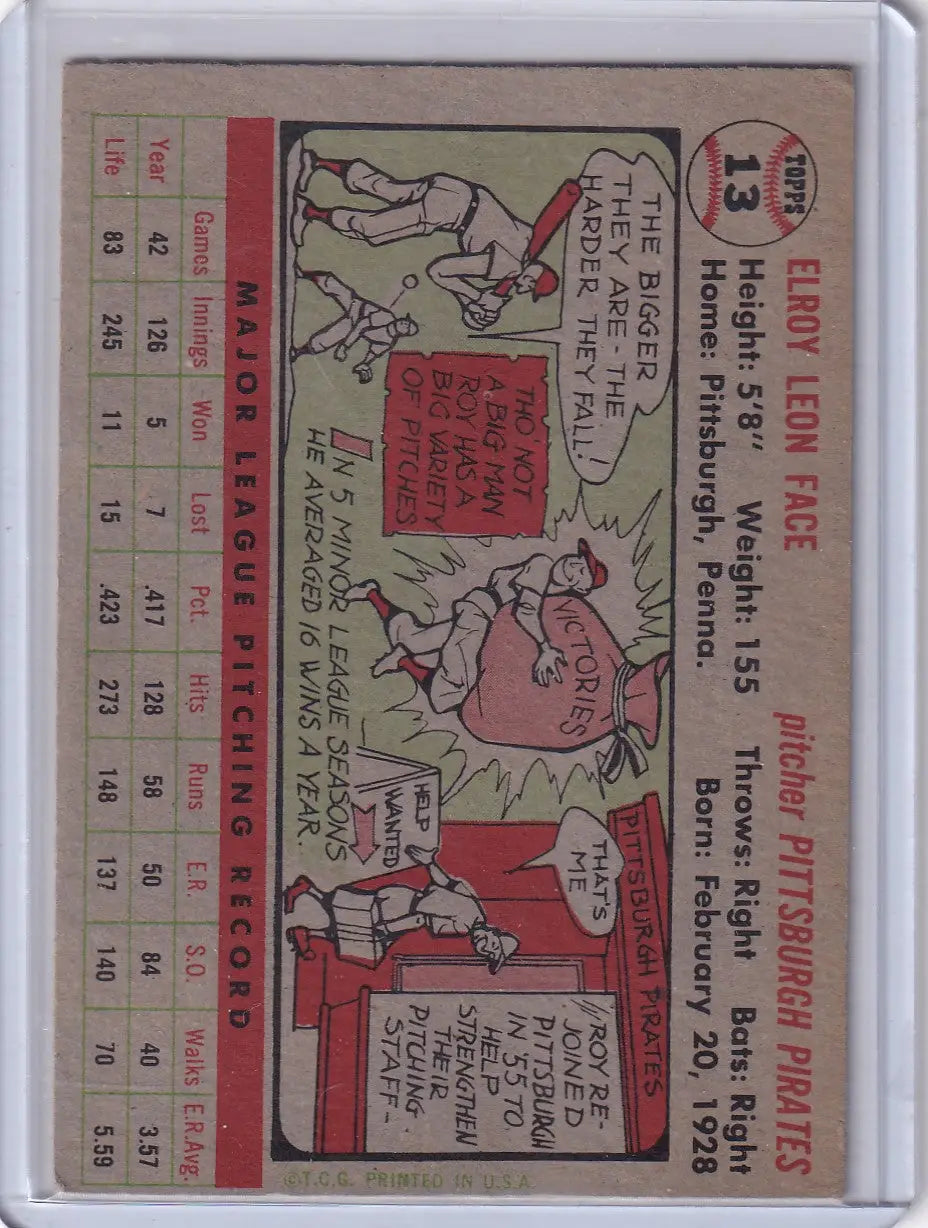 TOPPS
13
ELROY LEON FACE
pitcher PITTSBURGH PIRATES
Height: 5'8" Weight: 155 Throws: Right Bats: Right
Home: Pittsburgh, Penna. Born: February 20, 1928
THE BIGGER
THEY ARE - THE
HARDER THEY FALL!
THO' NOT
A BIG MAN
ROY HAS A
BIG VARIETY
OF PITCHES
VICTORIES
IN 5 MINOR LEAGUE SEASONS
HE AVERAGED 16 WINS A YEAR.
PITTSBURGH PIRATES
THAT'S
ME
HELP
WANTED
ROY RE-
JOINED
PITTSBURGH
IN '55 TO
HELP
STRENGTHEN
THEIR
PITCHING
STAFF-
MAJOR LEAGUE PITCHING RECORD
Games Innings Won Lost Pct. Hits Runs E.R. S.O. Walks E.R.Avg.
Year 42 126 5 7 .417 128 58 50 84 40 3.57
Life 83 245 11 15 .423 273 148 137 140 70 5.59
©T.C.G. PRINTED IN U.S.A.